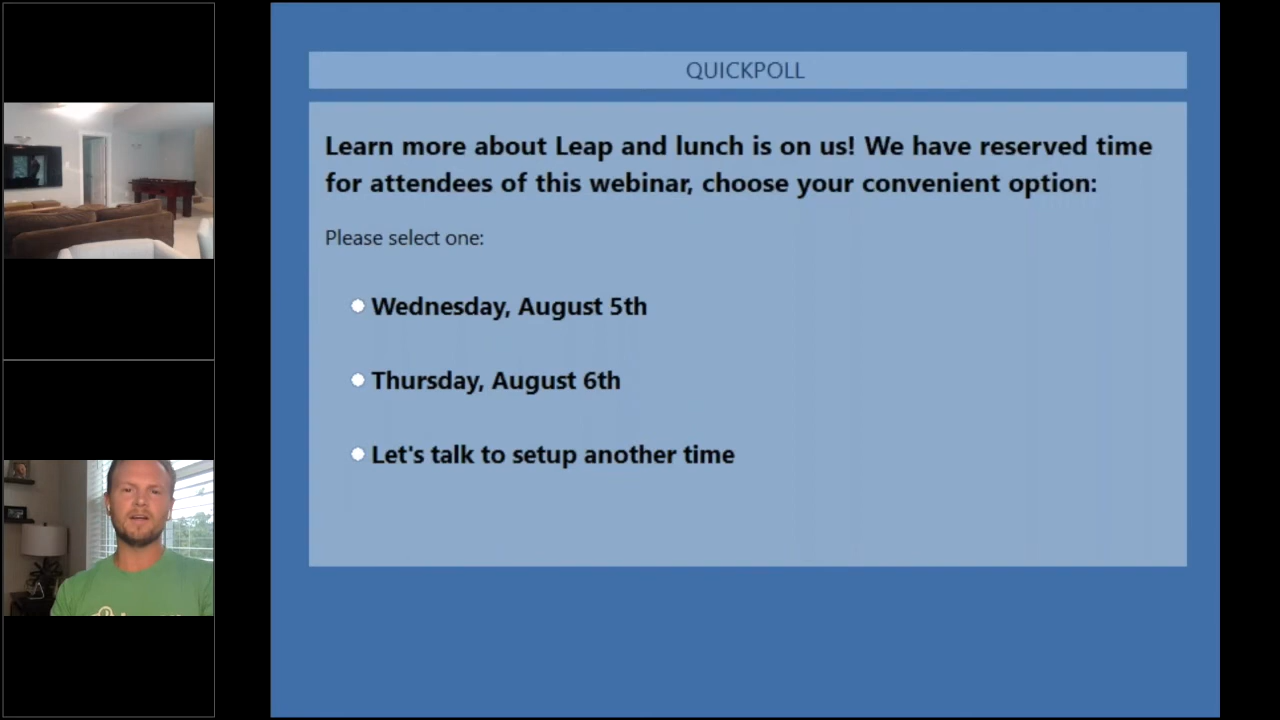 QUICKPOLL
Learn more about Leap and lunch is on us! We have reserved time
for attendees of this webinar, choose your convenient option:
Please select one:
Wednesday, August 5th
Thursday, August 6th
Let's talk to setup another time